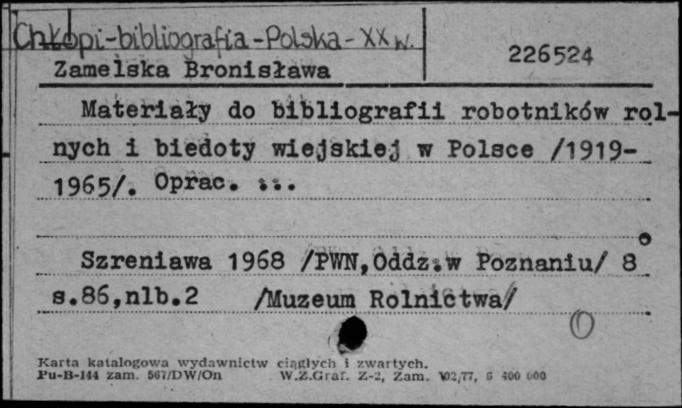 Chłopi-bibliografia-Polska-XX w.
226524
Zamelska Bronisława
Materiały do bibliografii robotników rol-
nych i biedoty wiejskiej w Polsce /1919-
1965/. Oprac. ...
Szreniawa 1968 /PWN,Oddz.w Poznaniu/ 8
s.86,nlb.2 /Muzeum Rolnictwa/
Karta katalogowa wydawnictw ciągłych i zwartych.
Pu-B-144 zam. 567/DW/On W.Z.Graf. Z-2, Zam. 102/77, 6 400 000